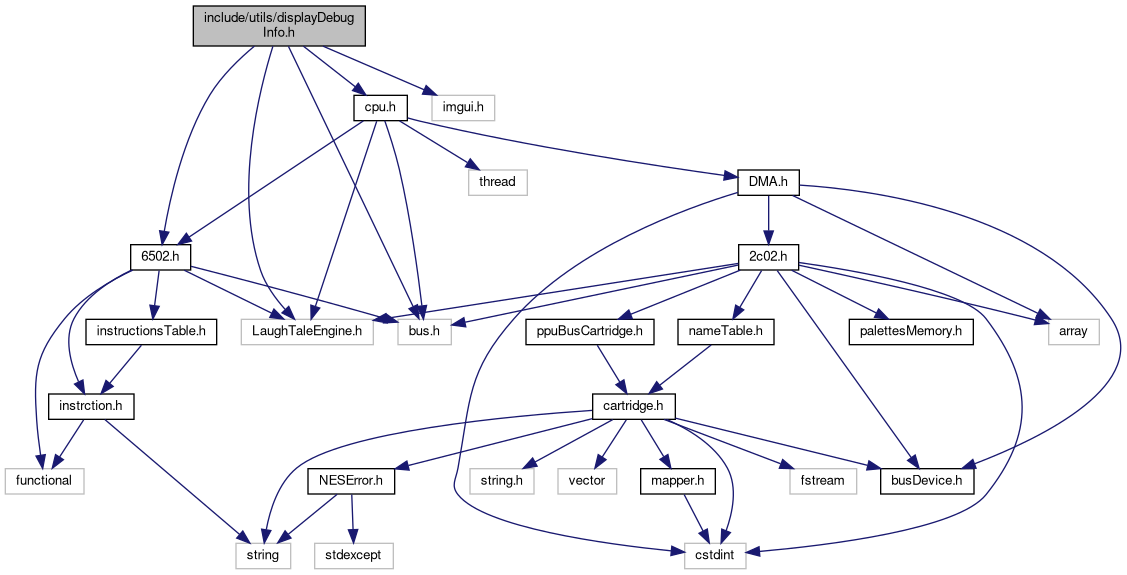 include/utils/displayDebug
Info.h
cpu.h
imgui.h
thread
DMA.h
6502.h
2c02.h
instructionsTable.h
LaughTaleEngine.h
bus.h
ppuBusCartridge.h
nameTable.h
palettesMemory.h
array
instrction.h
cartridge.h
functional
NESError.h
string.h
vector
mapper.h
fstream
busDevice.h
string
stdexcept
cstdint